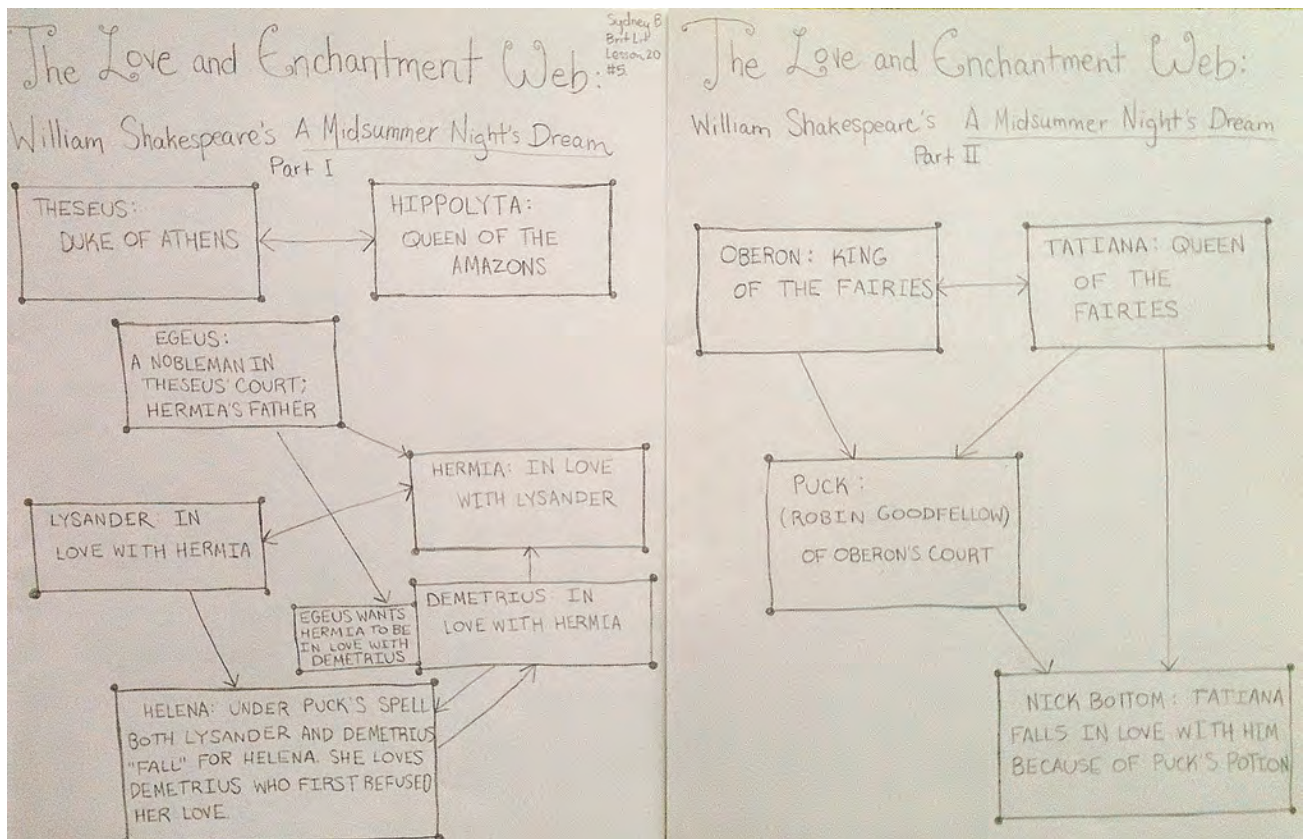 Sydney B
Brit Lit
Lesson 20
#5
The Love and Enchantment Web:
William Shakespeare's A Midsummer Night's Dream
Part I
THESEUS:
DUKE OF ATHENS
HIPPOLYTA:
QUEEN OF THE
AMAZONS
EGEUS:
A NOBLEMAN IN
THESEUS' COURT;
HERMIA'S FATHER
HERMIA: IN LOVE
WITH LYSANDER
LYSANDER: IN
LOVE WITH HERMIA
EGEUS WANTS
HERMIA TO BE
IN LOVE WITH
DEMETRIUS
DEMETRIUS: IN
LOVE WITH HERMIA
HELENA: UNDER PUCK'S SPELL
BOTH LYSANDER AND DEMETRIUS
"FALL" FOR HELENA. SHE LOVES
DEMETRIUS WHO FIRST REFUSED
HER LOVE.
The Love and Enchantment Web:
William Shakespeare's A Midsummer Night's Dream
Part II
OBERON: KING
OF THE FAIRIES
TATIANA: QUEEN
OF THE
FAIRIES
PUCK:
(ROBIN GOODFELLOW)
OF OBERON'S COURT
NICK BOTTOM: TATIANA
FALLS IN LOVE WITH HIM
BECAUSE OF PUCK'S POTION